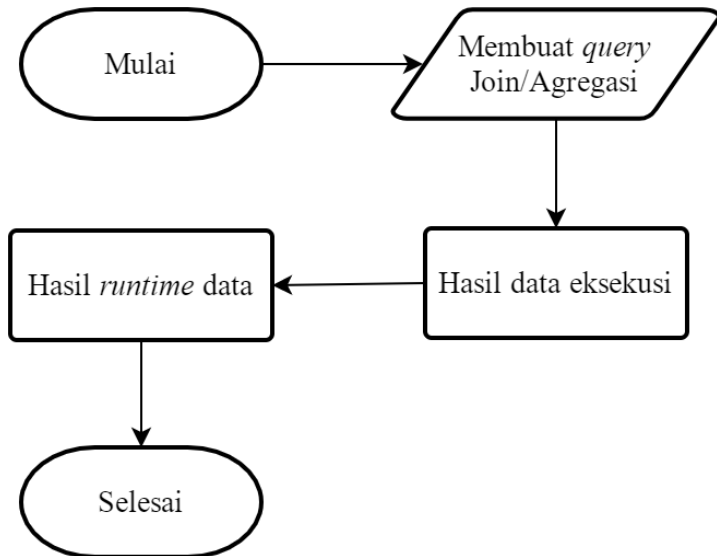 Mulai
Membuat query
Join/Agregasi
Hasil data eksekusi
Hasil runtime data
Selesai